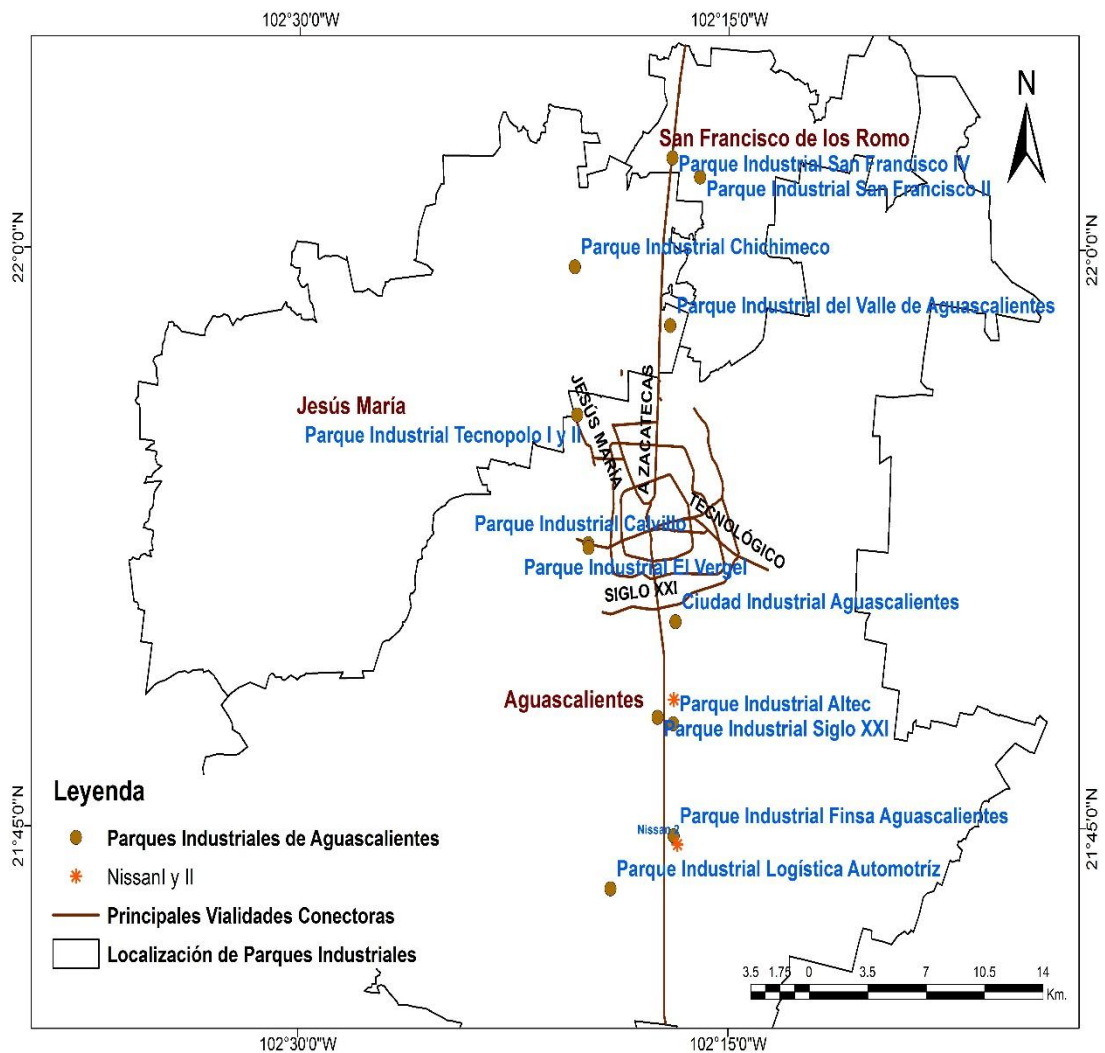 102°30'0"W
102°15'0"W
N
San Francisco de los Romo
Parque Industrial San Francisco IV
Parque Industrial San Francisco II
22°0'0"N
22°0'0"N
Parque Industrial Chichimeco
Parque Industrial del Valle de Aguascalientes
JESÚS MARÍA
A ZACATECAS
Jesús María
Parque Industrial Tecnopolo I y II
TECNOLÓGICO
Parque Industrial Calvillo
Parque Industrial El Vergel
SIGLO XXI
Ciudad Industrial Aguascalientes
Aguascalientes
Parque Industrial Altec
Parque Industrial Siglo XXI
Leyenda
21°45'0"N
21°45'0"N
Parque Industrial Finsa Aguascalientes
Nissan 2
Parques Industriales de Aguascalientes
Parque Industrial Logística Automotríz
NissanI y II
Principales Vialidades Conectoras
Localización de Parques Industriales
3.5 1.75 0 3.5 7 10.5 14
Km.
102°30'0"W
102°15'0"W